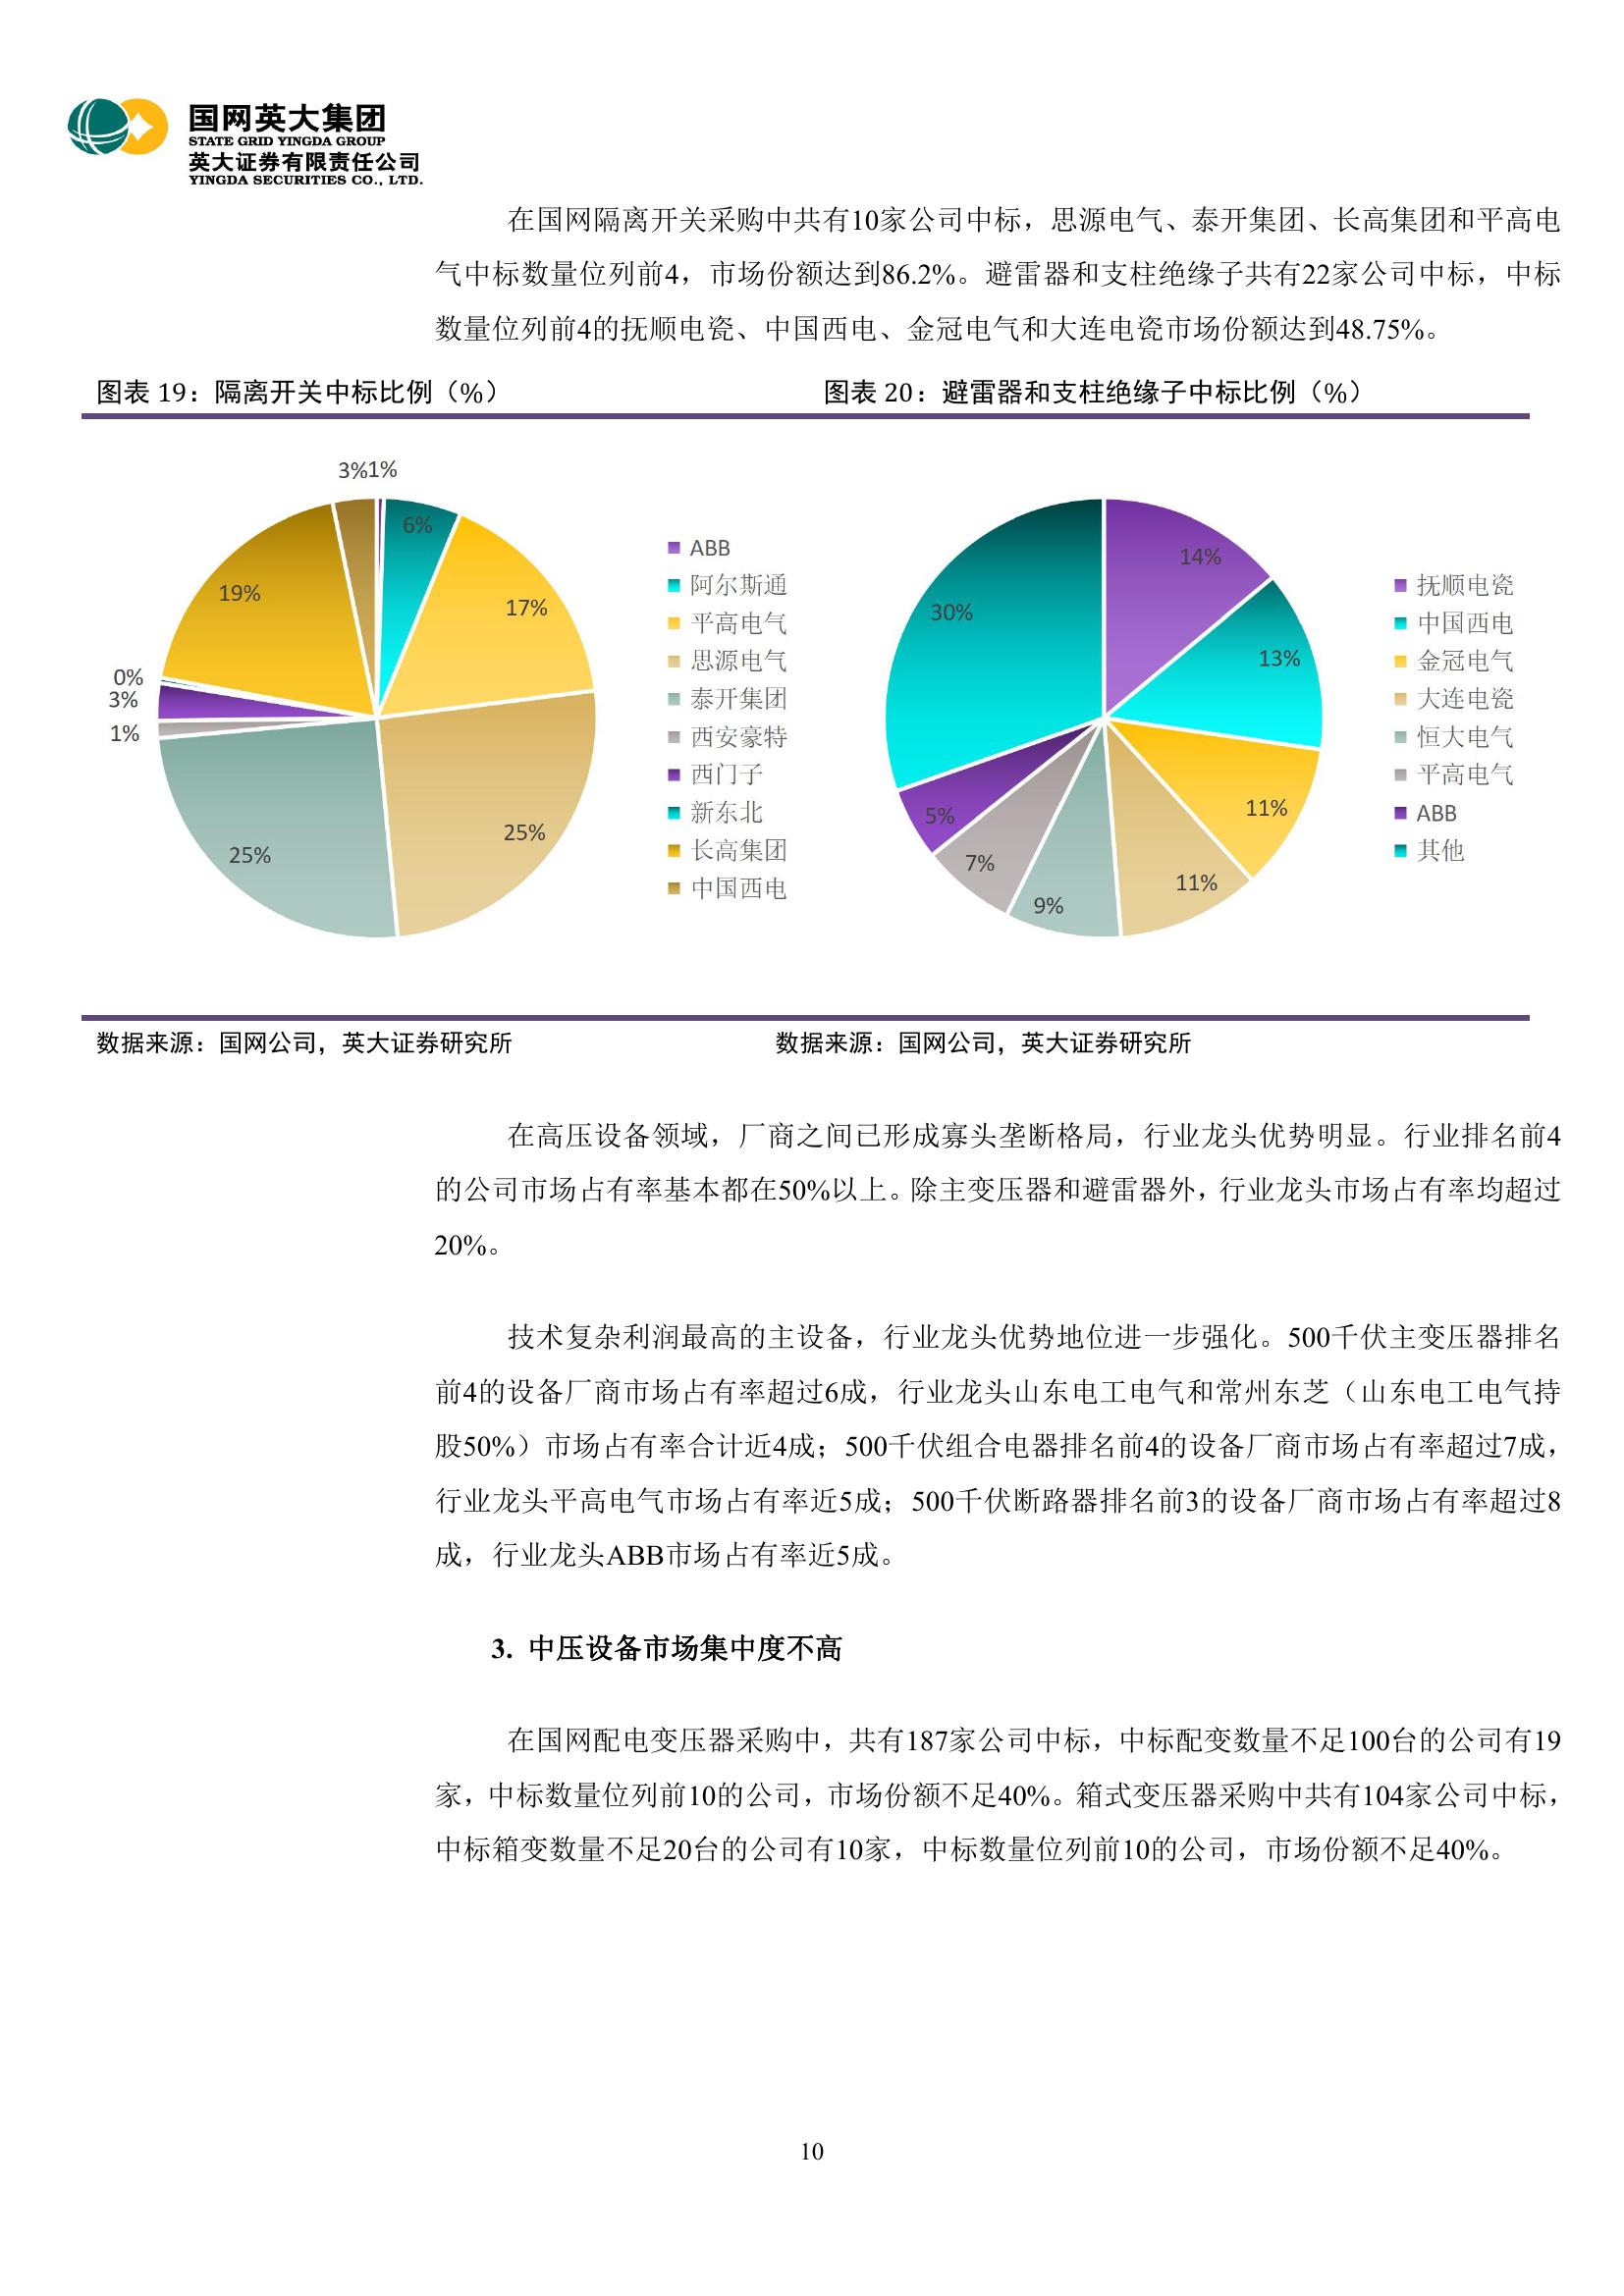 国网英大集团
STATE GRID YINGDA GROUP
英大证券有限责任公司
YINGDA SECURITIES CO., LTD.
在国网隔离开关采购中共有10家公司中标，思源电气、泰开集团、长高集团和平高电
气中标数量位列前4，市场份额达到86.2%。避雷器和支柱绝缘子共有22家公司中标，中标
数量位列前4的抚顺电瓷、中国西电、金冠电气和大连电瓷市场份额达到48.75%。
图表 19：隔离开关中标比例（%）
3%
1%
6%
17%
25%
25%
1%
3%
0%
19%
ABB
阿尔斯通
平高电气
思源电气
泰开集团
西安豪特
西门子
新东北
长高集团
中国西电
图表 20：避雷器和支柱绝缘子中标比例（%）
14%
13%
11%
11%
9%
7%
5%
30%
抚顺电瓷
中国西电
金冠电气
大连电瓷
恒大电气
平高电气
ABB
其他
数据来源：国网公司，英大证券研究所
数据来源：国网公司，英大证券研究所
在高压设备领域，厂商之间已形成寡头垄断格局，行业龙头优势明显。行业排名前4
的公司市场占有率基本都在50%以上。除主变压器和避雷器外，行业龙头市场占有率均超过
20%。
技术复杂利润最高的主设备，行业龙头优势地位进一步强化。500千伏主变压器排名
前4的设备厂商市场占有率超过6成，行业龙头山东电工电气和常州东芝（山东电工电气持
股50%）市场占有率合计近4成；500千伏组合电器排名前4的设备厂商市场占有率超过7成，
行业龙头平高电气市场占有率近5成；500千伏断路器排名前3的设备厂商市场占有率超过8
成，行业龙头ABB市场占有率近5成。
3. 中压设备市场集中度不高
在国网配电变压器采购中，共有187家公司中标，中标配变数量不足100台的公司有19
家，中标数量位列前10的公司，市场份额不足40%。箱式变压器采购中共有104家公司中标，
中标箱变数量不足20台的公司有10家，中标数量位列前10的公司，市场份额不足40%。
10